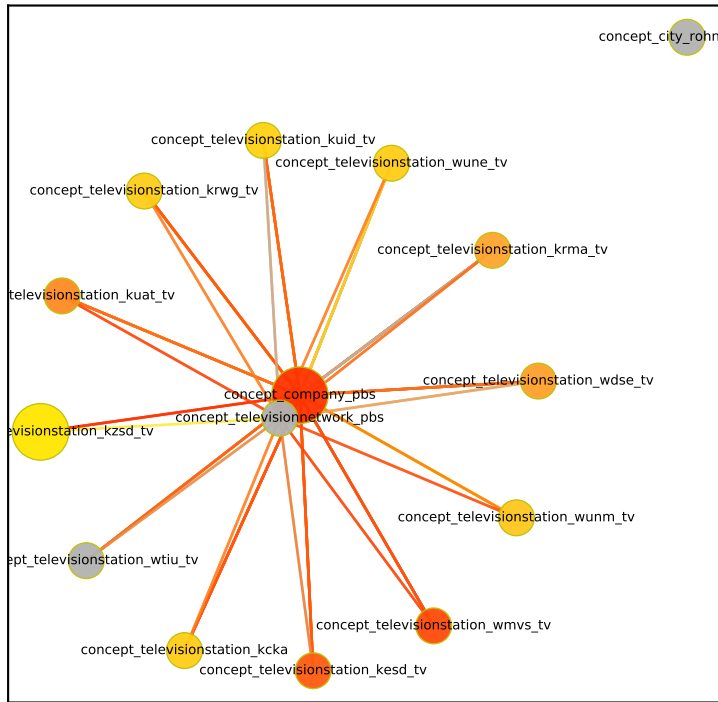 concept_city_rohn
concept_televisionstation_kuid_tv
concept_televisionstation_wune_tv
concept_televisionstation_krwg_tv
concept_televisionstation_krma_tv
televisionstation_kuat_tv
concept_televisionstation_wdse_tv
concept_company_pbs
concept_televisionnetwork_pbs
evisionstation_kzsd_tv
concept_televisionstation_wunm_tv
ept_televisionstation_wtiu_tv
concept_televisionstation_wmvs_tv
concept_televisionstation_kcka
concept_televisionstation_kesd_tv